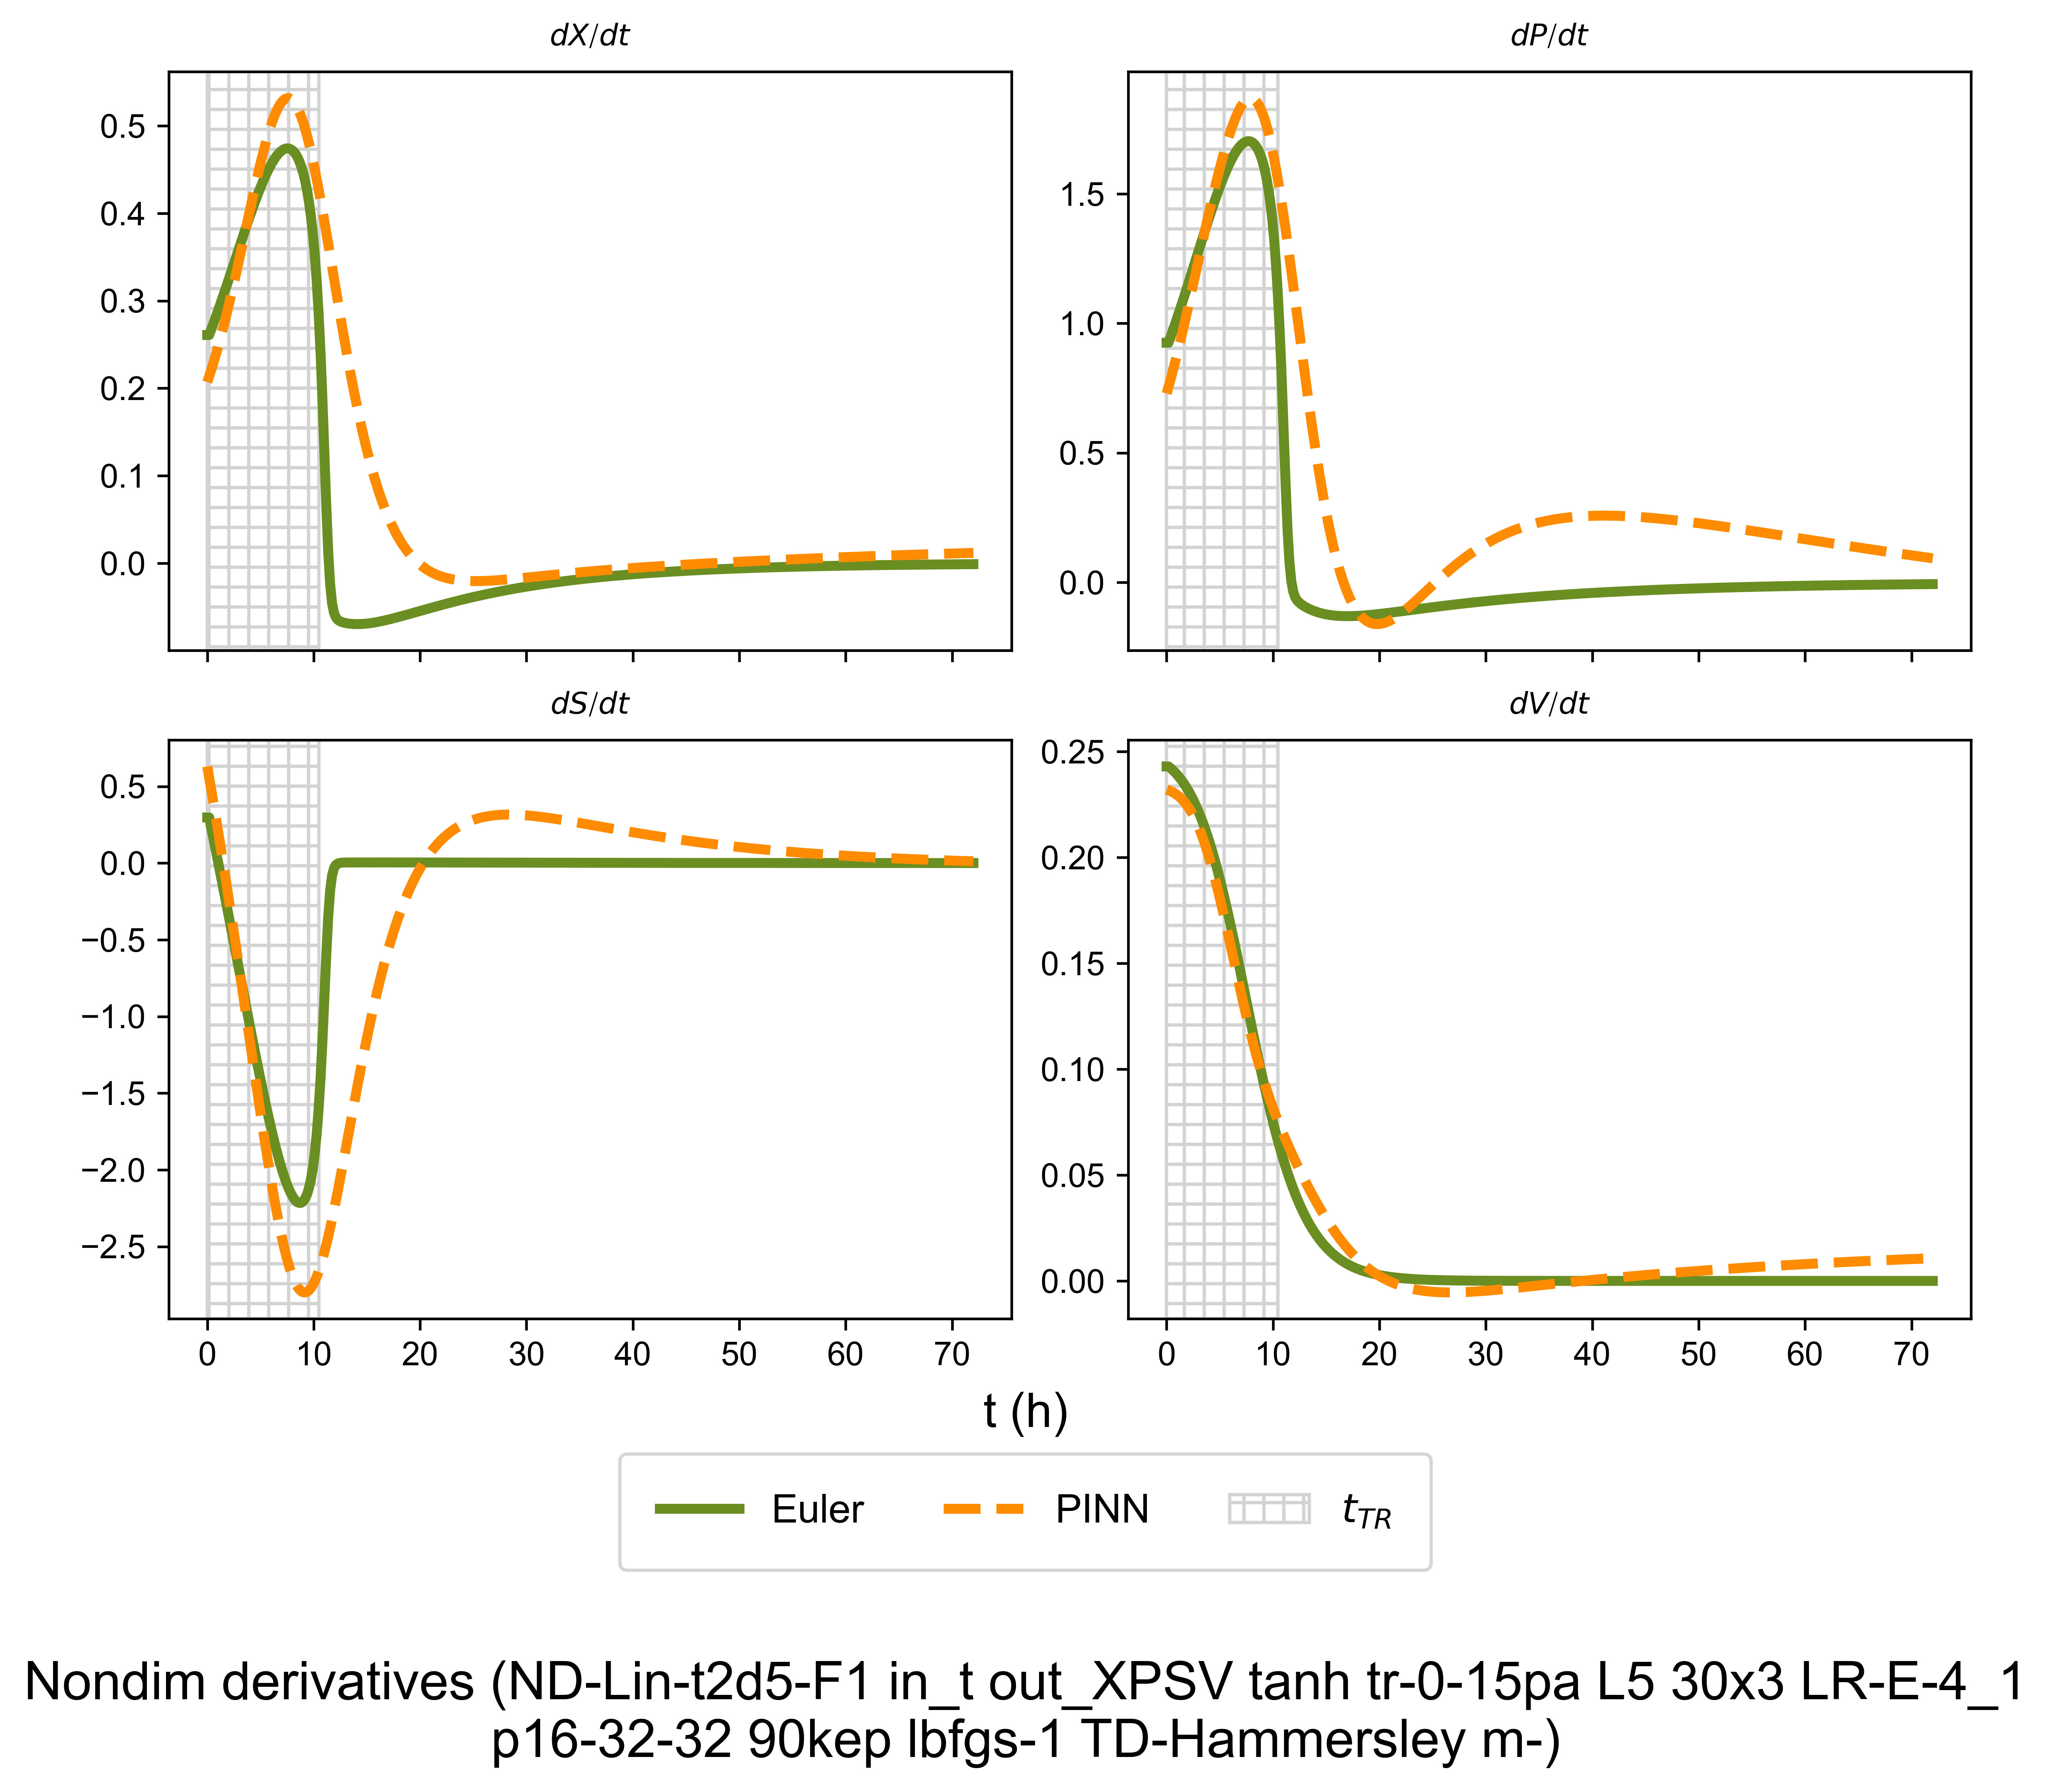 dX/dt
dP/dt
0.5
0.4
0.3
0.2
0.1
0.0
1.5
1.0
0.5
0.0
dS/dt
dV/dt
0.5
0.0
−0.5
−1.0
−1.5
−2.0
−2.5
0.25
0.20
0.15
0.10
0.05
0.00
0 10 20 30 40 50 60 70
0 10 20 30 40 50 60 70
t (h)
Euler PINN t_TR
Nondim derivatives (ND-Lin-t2d5-F1 in_t out_XPSV tanh tr-0-15pa L5 30x3 LR-E-4_1
p16-32-32 90kep lbfgs-1 TD-Hammersley m-)